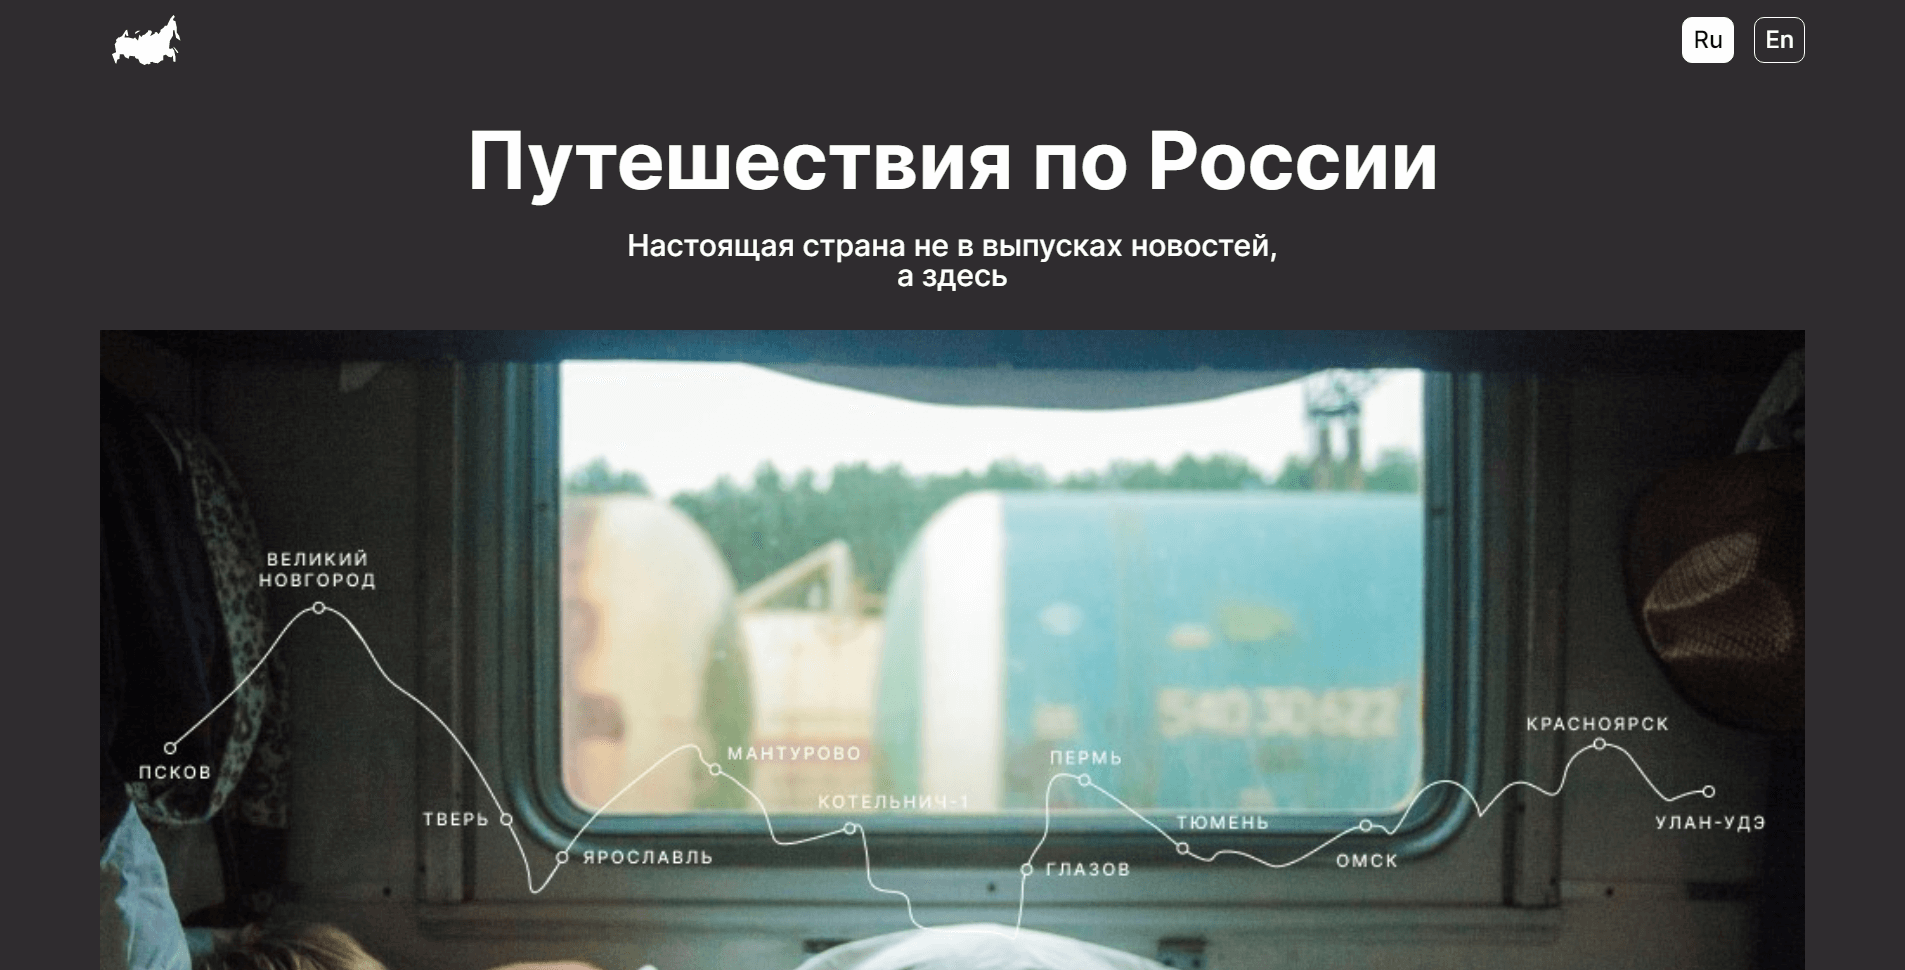 Ru
En
Путешествия по России
Настоящая страна не в выпусках новостей,
а здесь
ВЕЛИКИЙ
НОВГОРОД
ПСКОВ
ТВЕРЬ
ЯРОСЛАВЛЬ
МАНТУРОВО
КОТЕЛЬНИЧ-1
ГЛАЗОВ
ПЕРМЬ
ТЮМЕНЬ
ОМСК
КРАСНОЯРСК
УЛАН-УДЭ